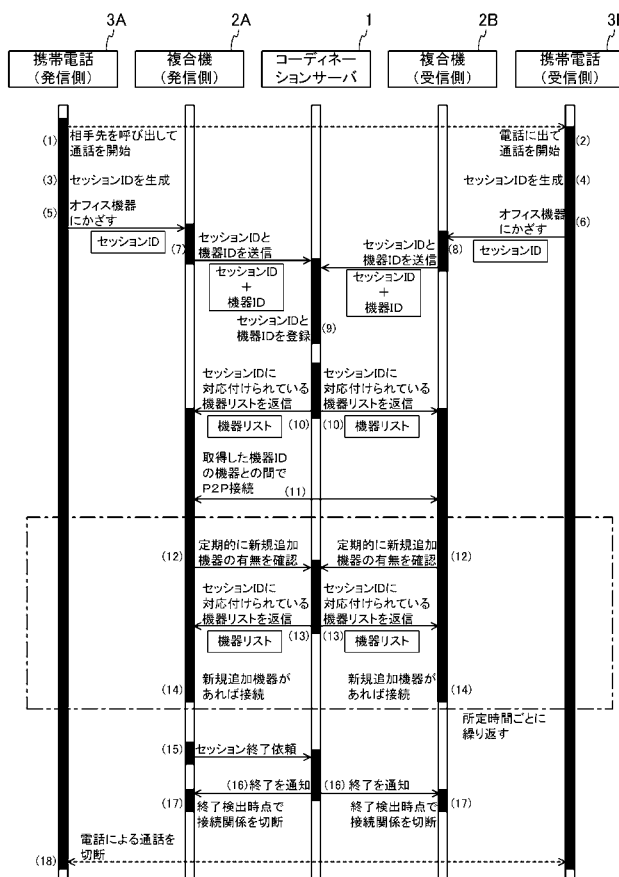 3A
2A
1
2B
3B
携帯電話
(発信側)
複合機
(発信側)
コーディネー
ションサーバ
複合機
(受信側)
携帯電話
(受信側)
(1)
相手先を呼び出して
通話を開始
電話に出て
通話を開始
(2)
(3)
セッションIDを生成
セッションIDを生成
(4)
(5)
オフィス機器
にかざす
セッションID
オフィス機器
にかざす
(6)
セッションID
(7)
セッションIDと
機器IDを送信
セッションID
+
機器ID
セッションIDと
機器IDを送信
(8)
セッションID
+
機器ID
セッションIDと
機器IDを登録
(9)
セッションIDに
対応付けられている
機器リストを返信
機器リスト
(10)
セッションIDに
対応付けられている
機器リストを返信
(10)
機器リスト
取得した機器ID
の機器との間で
P2P接続
(11)
(12)
定期的に新規追加
機器の有無を確認
定期的に新規追加
機器の有無を確認
(12)
セッションIDに
対応付けられている
機器リストを返信
機器リスト
(13)
セッションIDに
対応付けられている
機器リストを返信
(13)
機器リスト
(14)
新規追加機器が
あれば接続
新規追加機器が
あれば接続
(14)
所定時間ごとに
繰り返す
(15)
セッション終了依頼
(16)終了を通知
(16)終了を通知
(17)
終了検出時点で
接続関係を切断
終了検出時点で
接続関係を切断
(17)
電話による通話を
切断
(18)